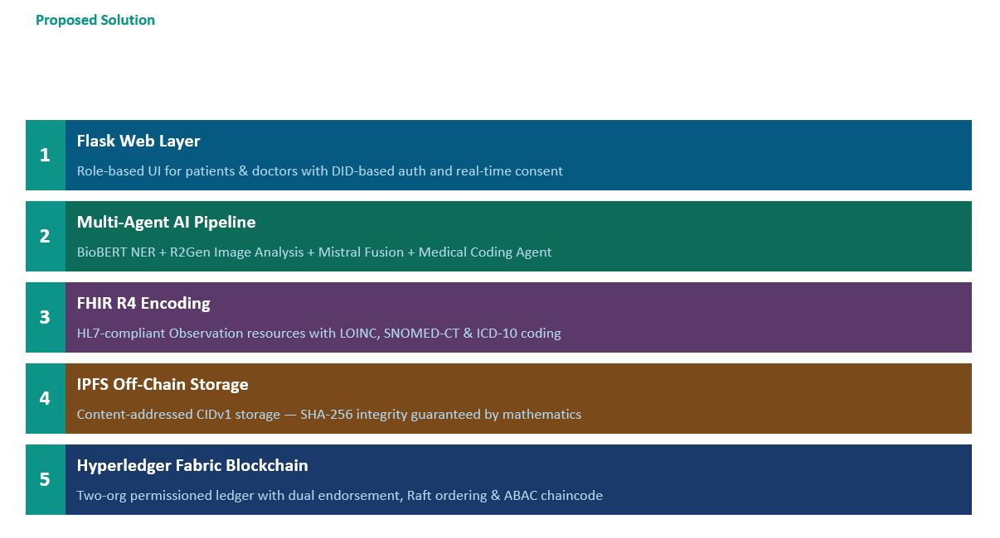 Proposed Solution
1
Flask Web Layer
Role-based UI for patients & doctors with DID-based auth and real-time consent
2
Multi-Agent AI Pipeline
BioBERT NER + R2Gen Image Analysis + Mistral Fusion + Medical Coding Agent
3
FHIR R4 Encoding
HL7-compliant Observation resources with LOINC, SNOMED-CT & ICD-10 coding
4
IPFS Off-Chain Storage
Content-addressed CIDv1 storage — SHA-256 integrity guaranteed by mathematics
5
Hyperledger Fabric Blockchain
Two-org permissioned ledger with dual endorsement, Raft ordering & ABAC chaincode